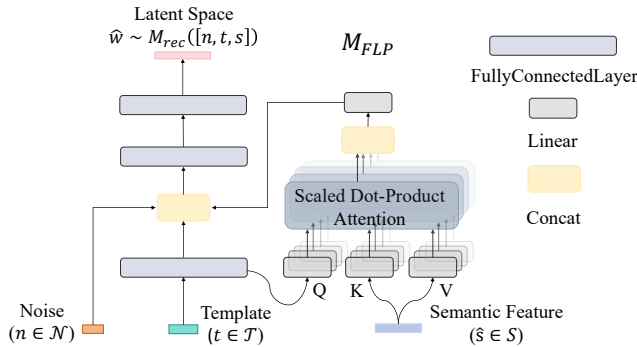 Latent Space
ŵ ~ M_rec([n, t, s])
M_FLP
FullyConnectedLayer
Linear
Concat
Scaled Dot-Product
Attention
Q
K
V
Noise
(n ∈ 𝒩)
Template
(t ∈ 𝒯)
Semantic Feature
(ŝ ∈ S)